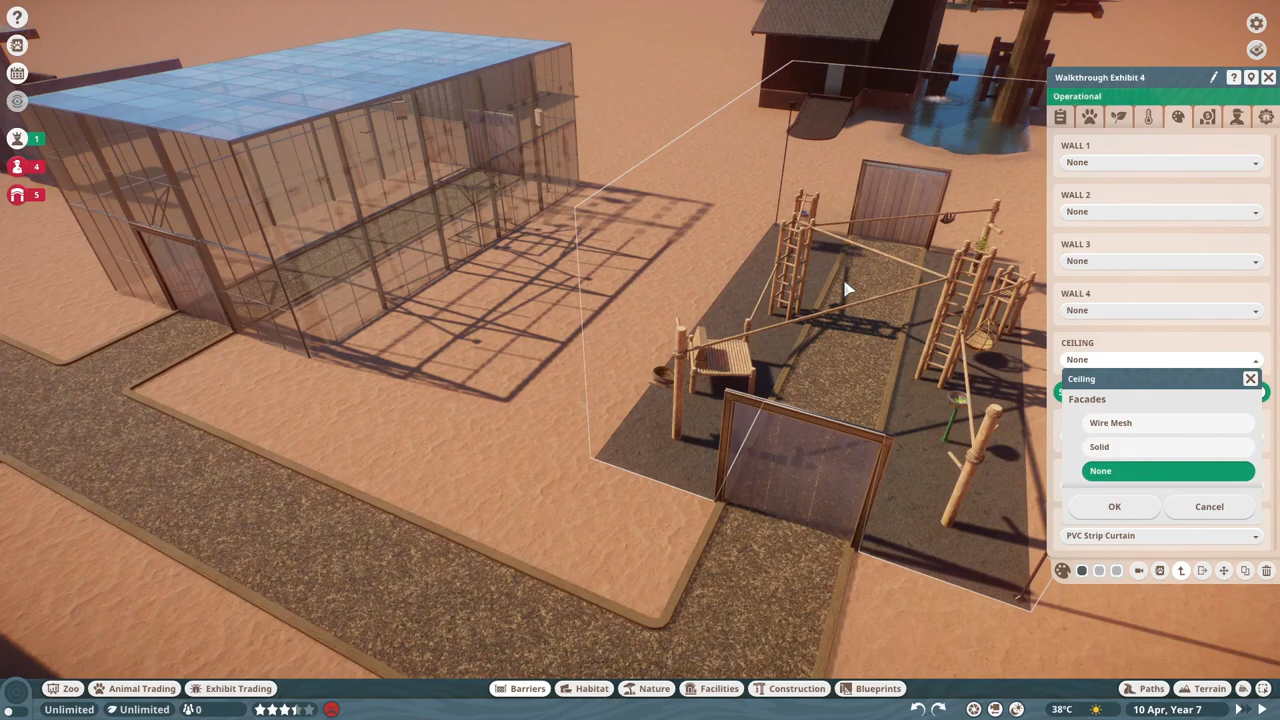 Walkthrough Exhibit 4
Operational
1
4
5
WALL 1
None
WALL 2
None
WALL 3
None
WALL 4
None
CEILING
None
Ceiling
Facades
Wire Mesh
Solid
None
OK
Cancel
PVC Strip Curtain
Zoo
Animal Trading
Exhibit Trading
Barriers
Habitat
Nature
Facilities
Construction
Blueprints
Paths
Terrain
Unlimited
Unlimited
0
38°C
10 Apr, Year 7